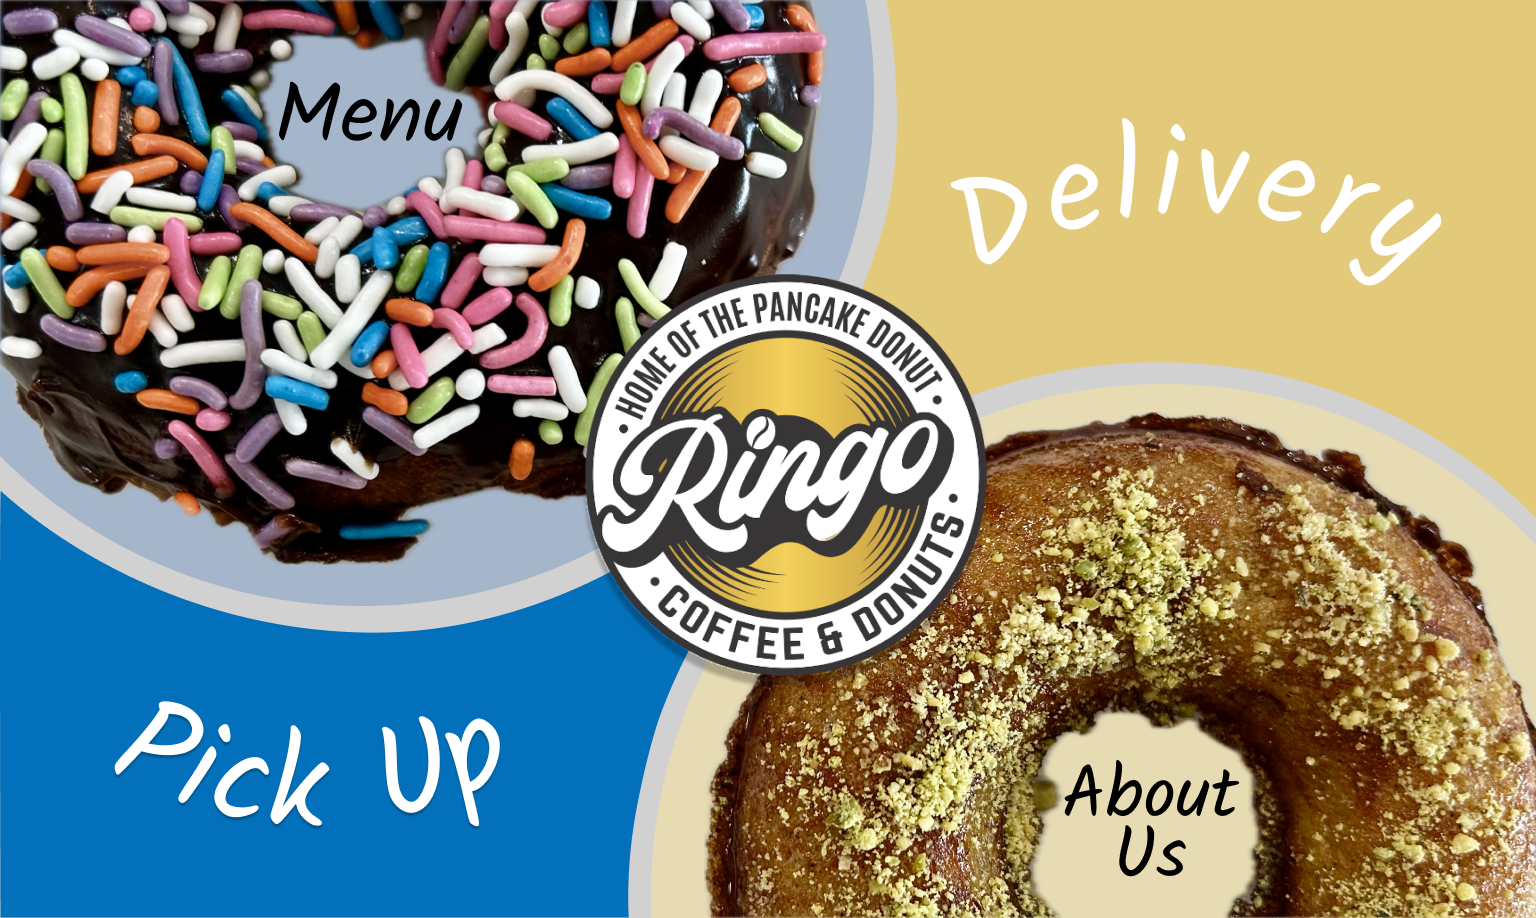 Menu
Delivery
HOME OF THE PANCAKE DONUT
Ringo
COFFEE & DONUTS
Pick Up
About
Us